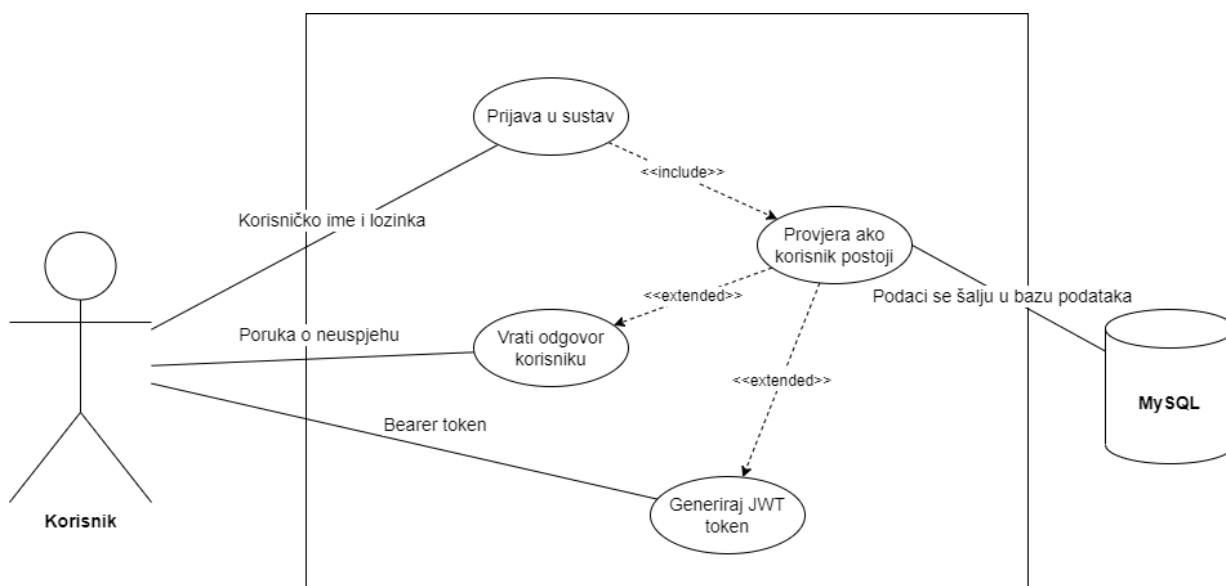 Prijava u sustav
<<include>>
Korisničko ime i lozinka
Provjera ako
korisnik postoji
<<extended>>
Podaci se šalju u bazu podataka
Poruka o neuspjehu
Vrati odgovor
korisniku
<<extended>>
MySQL
Bearer token
Generiraj JWT
token
Korisnik